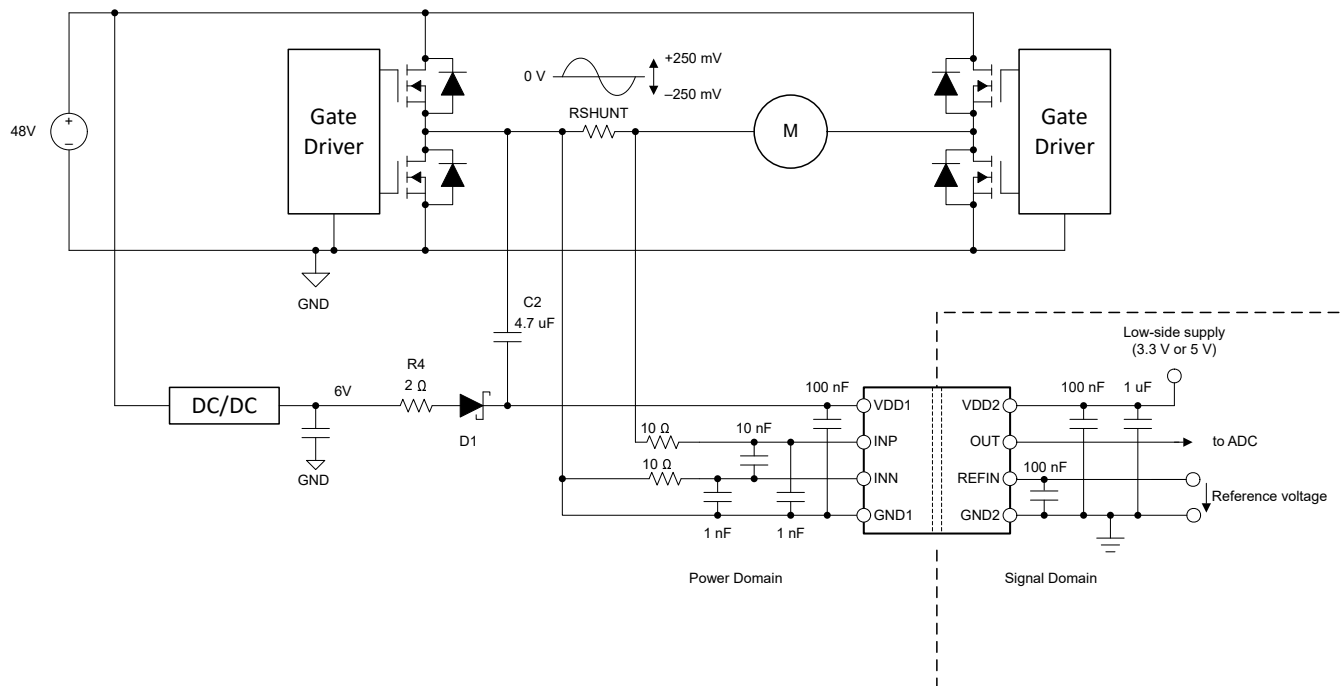 48V
+
–
Gate
Driver
0 V
+250 mV
–250 mV
RSHUNT
M
Gate
Driver
GND
C2
4.7 uF
R4
2 Ω
DC/DC
6V
D1
GND
10 Ω
10 Ω
10 nF
100 nF
1 nF
1 nF
VDD1
INP
INN
GND1
VDD2
OUT
REFIN
GND2
Low-side supply
(3.3 V or 5 V)
100 nF
1 uF
to ADC
100 nF
Reference voltage
Power Domain
Signal Domain